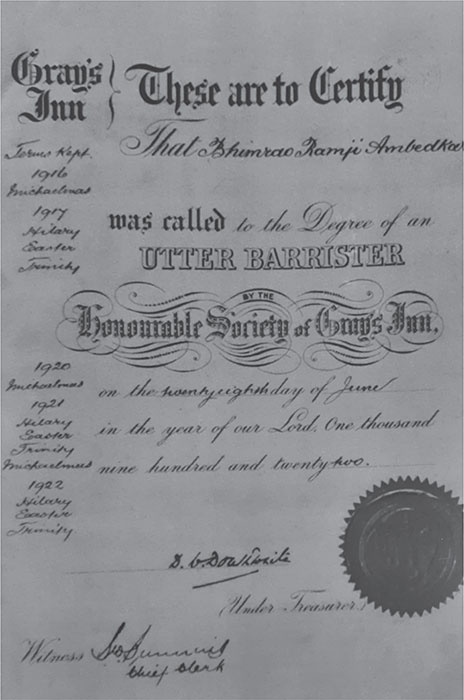 Gray's Inn
These are to Certify
Terms Kept.
1916
Michaelmas
1917
Hilary
Easter
Trinity
1920
Michaelmas
1921
Hilary
Easter
Trinity
Michaelmas
1922
Hilary
Easter
Trinity
That Bhimrao Ramji Ambedkar
was called to the Degree of an
UTTER BARRISTER
BY THE
Honourable Society of Gray's Inn,
on the twentyeighth day of June
in the year of our Lord, One thousand
nine hundred and twenty two.
D. W. Douthwaite
(Under Treasurer)
Witness
Chief Clerk